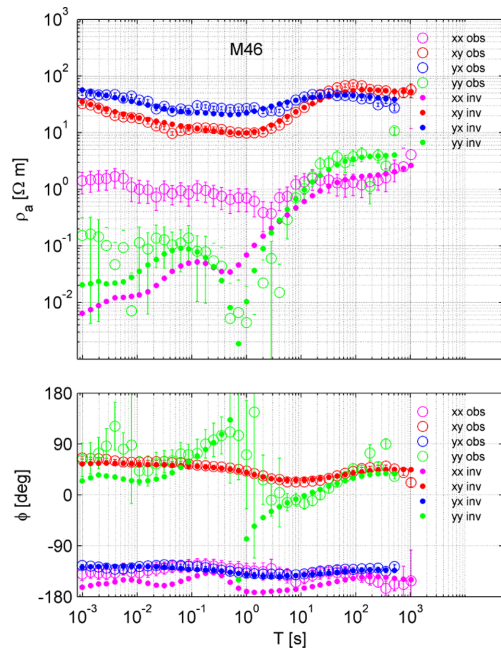 M46
10^3
10^2
10^1
10^0
10^-1
10^-2
ρ_a [Ω m]
xx obs
xy obs
yx obs
yy obs
xx inv
xy inv
yx inv
yy inv
180
90
0
-90
-180
ϕ [deg]
xx obs
xy obs
yx obs
yy obs
xx inv
xy inv
yx inv
yy inv
10^-3 10^-2 10^-1 10^0 10^1 10^2 10^3
T [s]